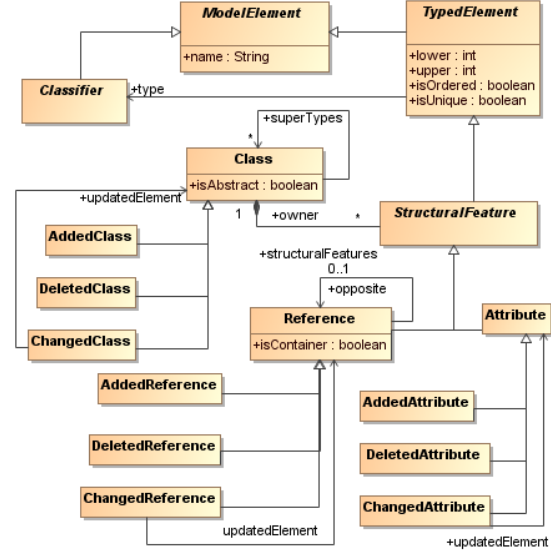 ModelElement
+name : String
TypedElement
+lower : int
+upper : int
+isOrdered : boolean
+isUnique : boolean
Classifier
+type
+superTypes
*
Class
+isAbstract : boolean
+updatedElement
1
+owner
*
StructuralFeature
AddedClass
DeletedClass
ChangedClass
+structuralFeatures
0..1
+opposite
Reference
+isContainer : boolean
Attribute
AddedReference
DeletedReference
ChangedReference
updatedElement
AddedAttribute
DeletedAttribute
ChangedAttribute
+updatedElement